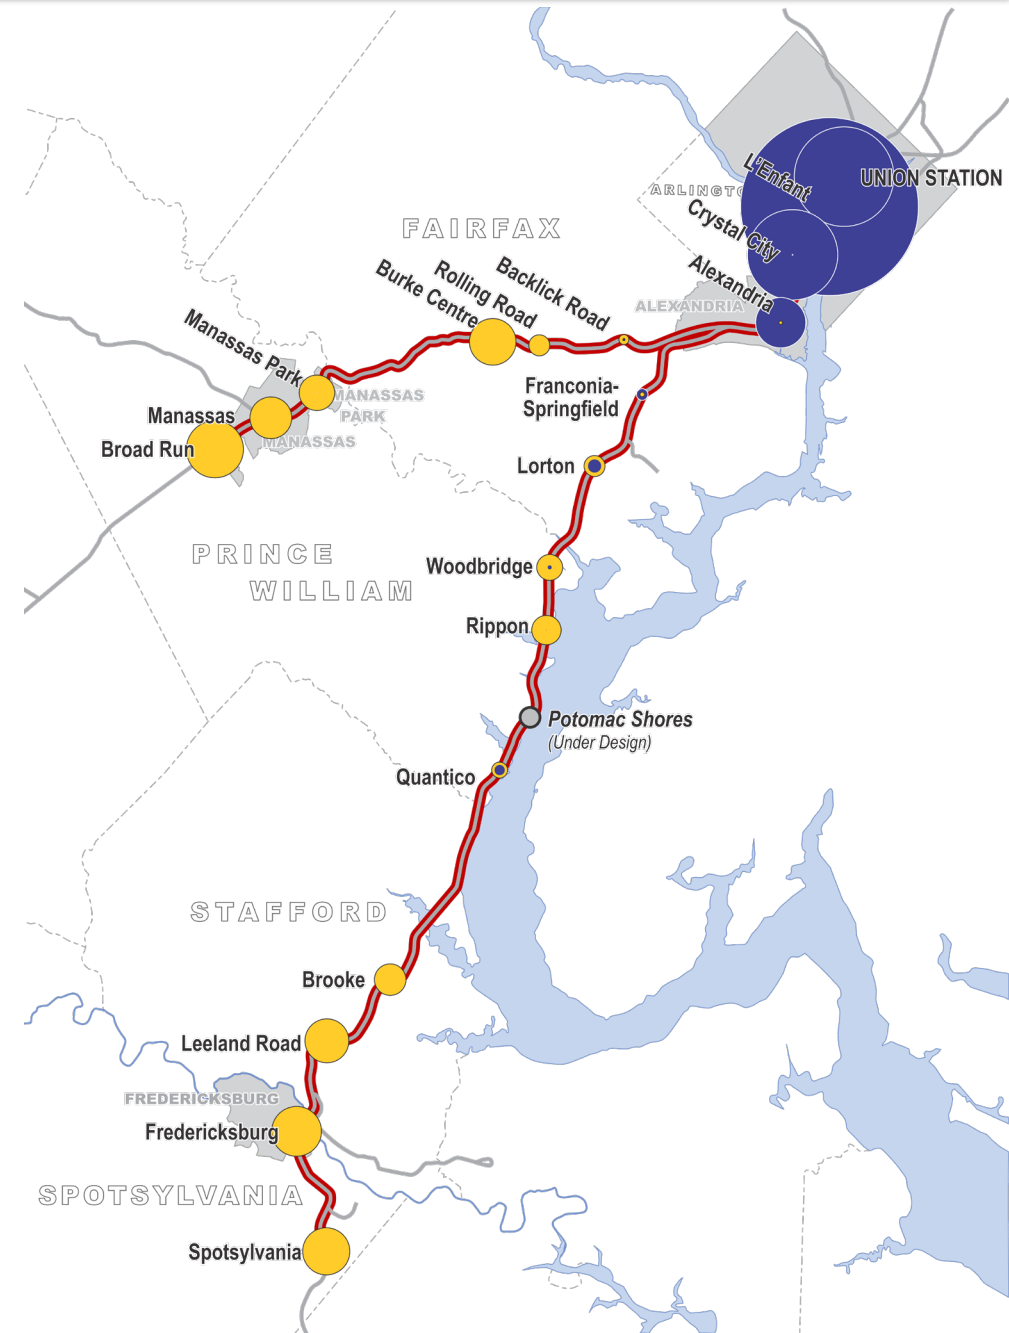 L'Enfant
UNION STATION
ARLINGTO
Crystal City
FAIRFAX
Alexandria
Backlick Road
Rolling Road
Burke Centre
ALEXANDRIA
Manassas Park
Franconia-
Springfield
MANASSAS
PARK
Manassas
MANASSAS
Broad Run
Lorton
PRINCE
WILLIAM
Woodbridge
Rippon
Potomac Shores
(Under Design)
Quantico
STAFFORD
Brooke
Leeland Road
FREDERICKSBURG
Fredericksburg
SPOTSYLVANIA
Spotsylvania